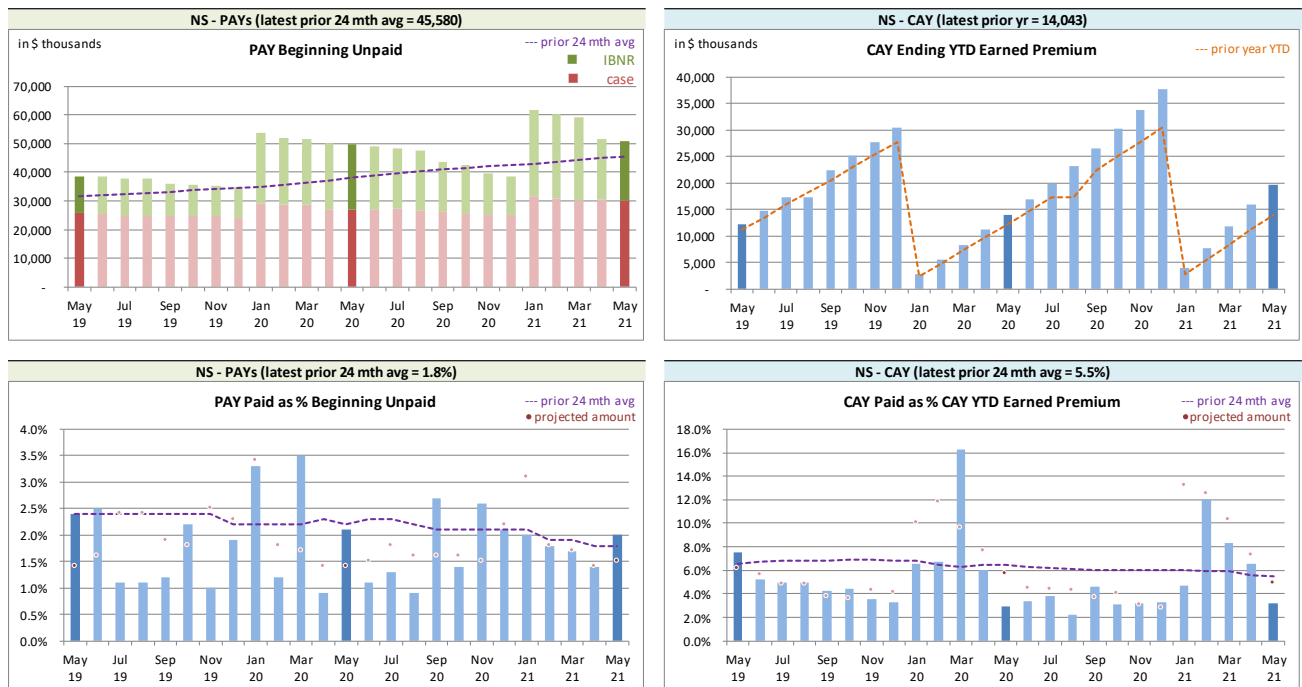 NS - PAYs (latest prior 24 mth avg = 45,580)
in $ thousands
PAY Beginning Unpaid
--- prior 24 mth avg
IBNR
case
70,000
60,000
50,000
40,000
30,000
20,000
10,000
-
May Jul Sep Nov Jan Mar May Jul Sep Nov Jan Mar May
19 19 19 19 20 20 20 20 20 20 21 21 21
NS - CAY (latest prior yr = 14,043)
in $ thousands
CAY Ending YTD Earned Premium
--- prior year YTD
40,000
35,000
30,000
25,000
20,000
15,000
10,000
5,000
-
May Jul Sep Nov Jan Mar May Jul Sep Nov Jan Mar May
19 19 19 19 20 20 20 20 20 20 21 21 21
NS - PAYs (latest prior 24 mth avg = 1.8%)
PAY Paid as % Beginning Unpaid
--- prior 24 mth avg
projected amount
4.0%
3.5%
3.0%
2.5%
2.0%
1.5%
1.0%
0.5%
0.0%
May Jul Sep Nov Jan Mar May Jul Sep Nov Jan Mar May
19 19 19 19 20 20 20 20 20 20 21 21 21
NS - CAY (latest prior 24 mth avg = 5.5%)
CAY Paid as % CAY YTD Earned Premium
--- prior 24 mth avg
projected amount
18.0%
16.0%
14.0%
12.0%
10.0%
8.0%
6.0%
4.0%
2.0%
0.0%
May Jul Sep Nov Jan Mar May Jul Sep Nov Jan Mar May
19 19 19 19 20 20 20 20 20 20 21 21 21